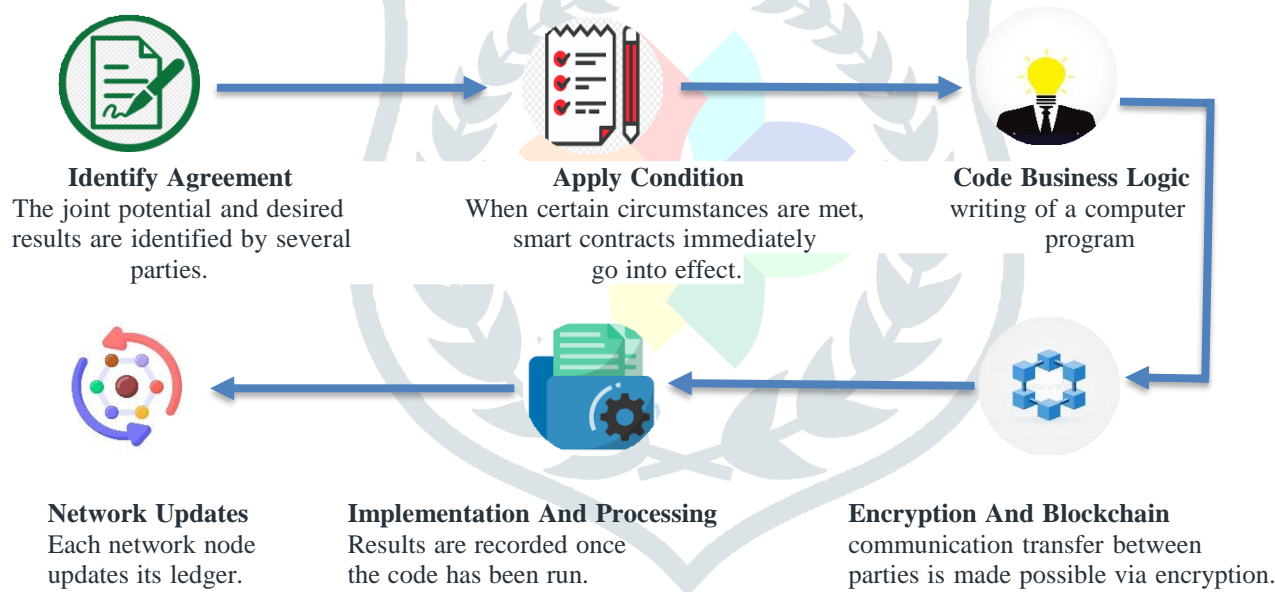 Identify Agreement
The joint potential and desired
results are identified by several
parties.
Apply Condition
When certain circumstances are met,
smart contracts immediately
go into effect.
Code Business Logic
writing of a computer
program
Network Updates
Each network node
updates its ledger.
Implementation And Processing
Results are recorded once
the code has been run.
Encryption And Blockchain
communication transfer between
parties is made possible via encryption.